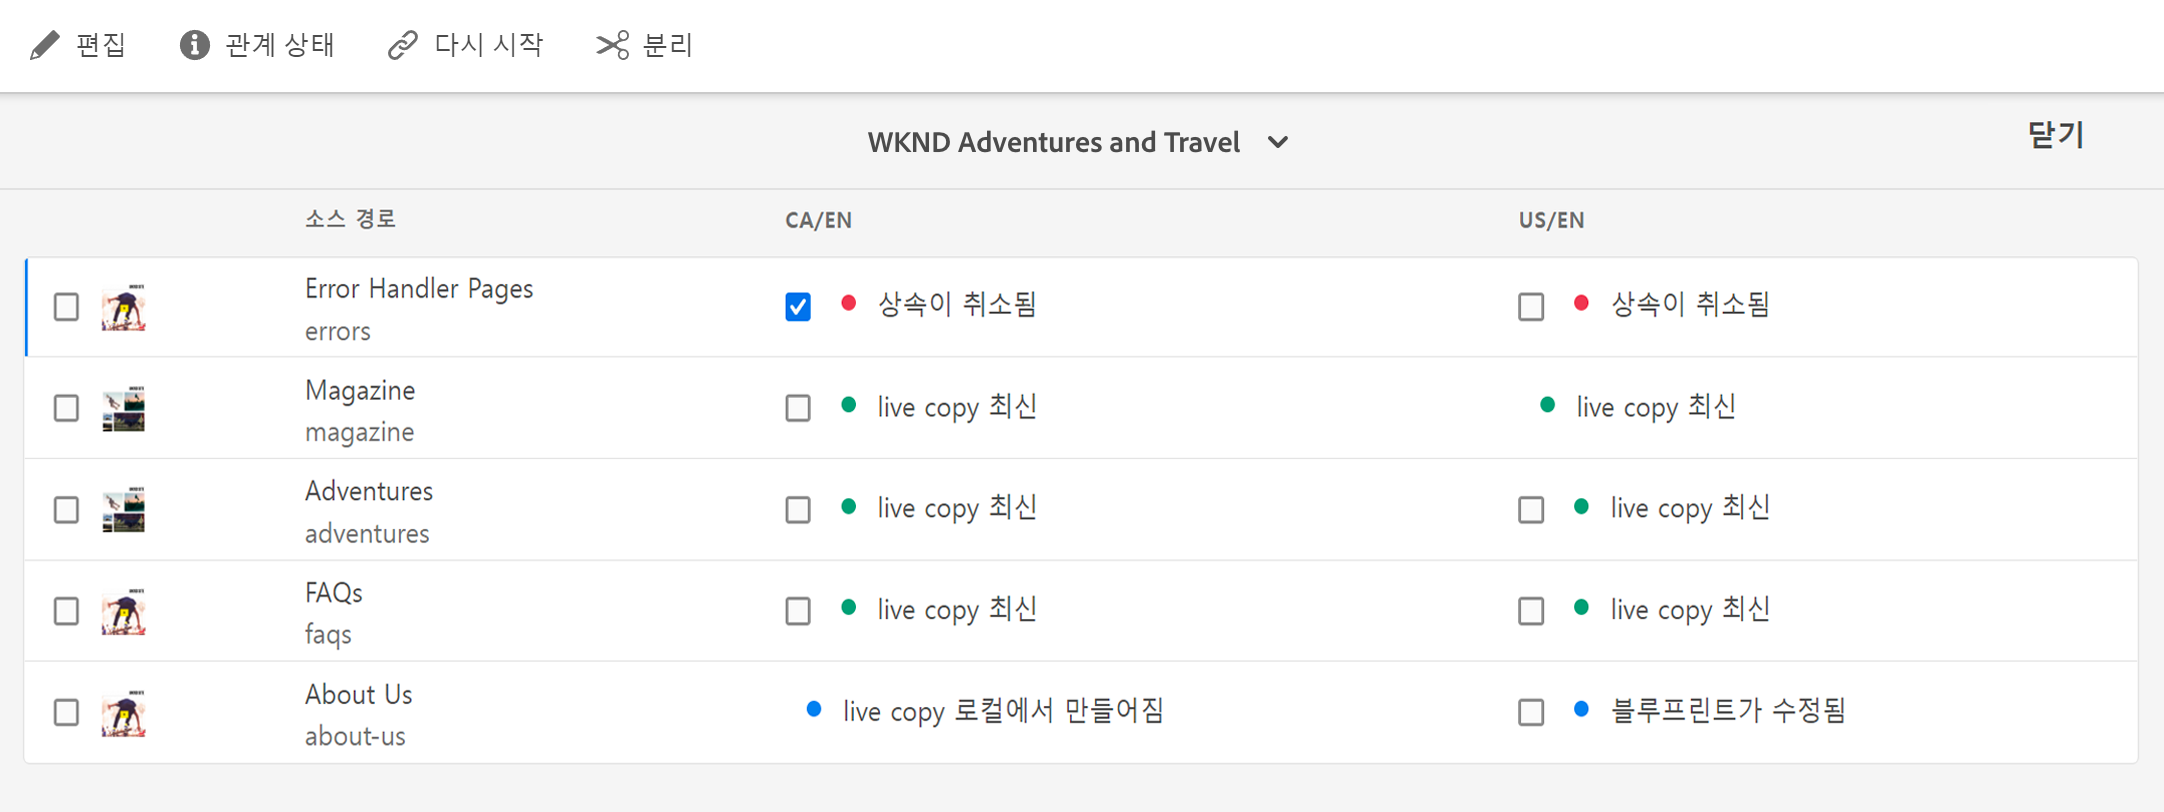 편집 관계 상태 다시 시작 분리
WKND Adventures and Travel 닫기
소스 경로 CA/EN US/EN
Error Handler Pages
errors
상속이 취소됨 상속이 취소됨
Magazine
magazine
live copy 최신 live copy 최신
Adventures
adventures
live copy 최신 live copy 최신
FAQs
faqs
live copy 최신 live copy 최신
About Us
about-us
live copy 로컬에서 만들어짐 블루프린트가 수정됨